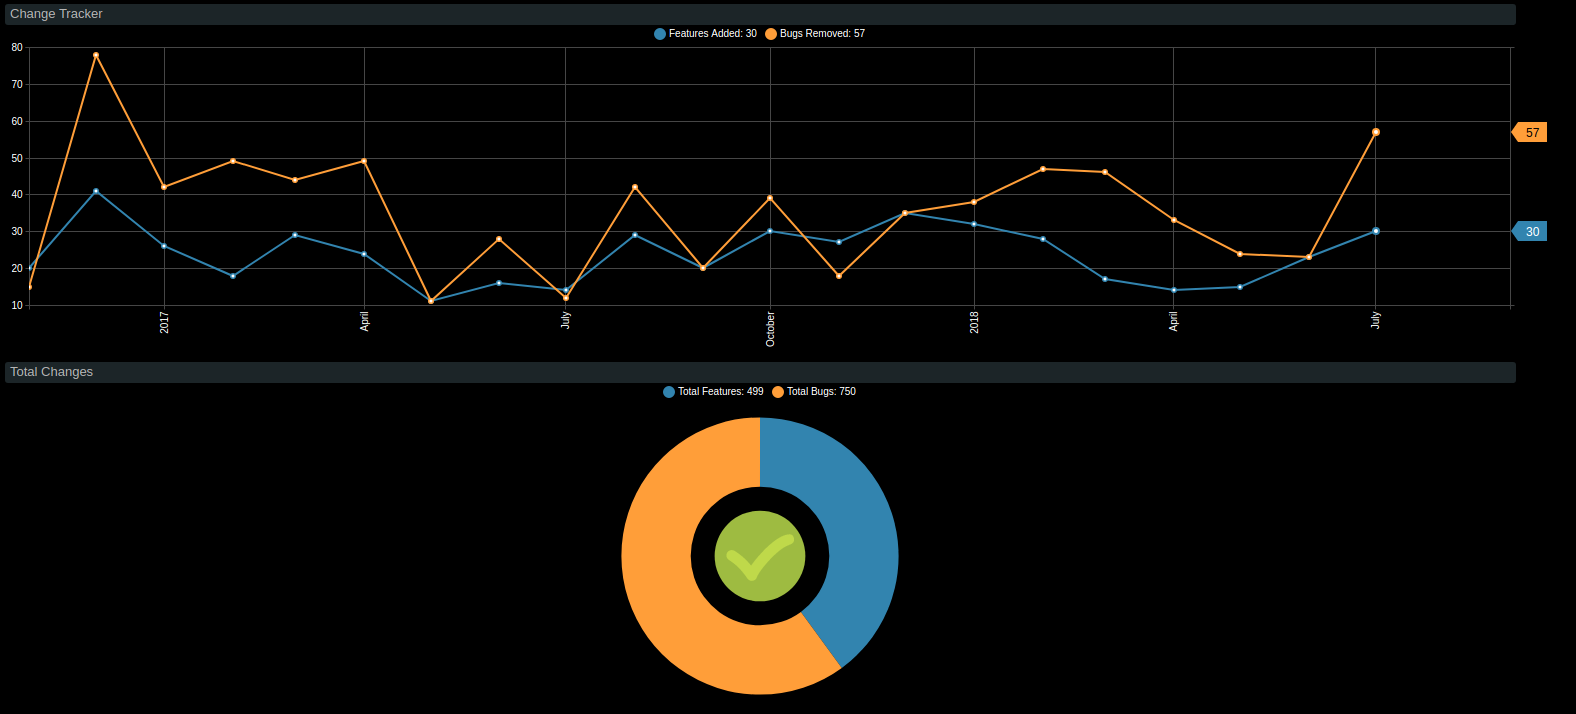 Change Tracker
Features Added: 30 Bugs Removed: 57
80
70
60
50
40
30
20
10
57
30
2017 April July October 2018 April July
Total Changes
Total Features: 499 Total Bugs: 750